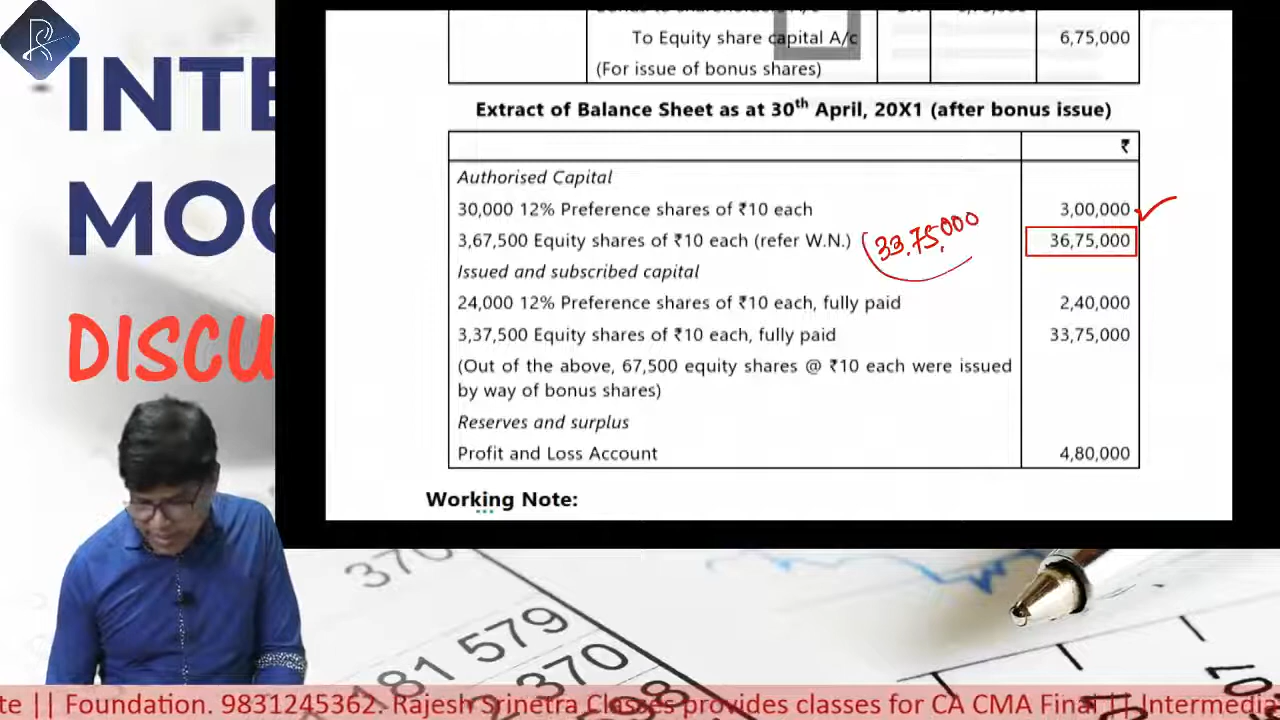 INTE
MOC
DISCU
To Equity share capital A/c 6,75,000
(For issue of bonus shares)
Extract of Balance Sheet as at 30th April, 20X1 (after bonus issue)
₹
Authorised Capital
30,000 12% Preference shares of ₹10 each 3,00,000
3,67,500 Equity shares of ₹10 each (refer W.N.) 33,75,000 36,75,000
Issued and subscribed capital
24,000 12% Preference shares of ₹10 each, fully paid 2,40,000
3,37,500 Equity shares of ₹10 each, fully paid 33,75,000
(Out of the above, 67,500 equity shares @ ₹10 each were issued
by way of bonus shares)
Reserves and surplus
Profit and Loss Account 4,80,000
Working Note:
370
579
181
370
te || Foundation. 9831245362. Rajesh Srinetra Classes provides classes for CA CMA Final || Intermedia